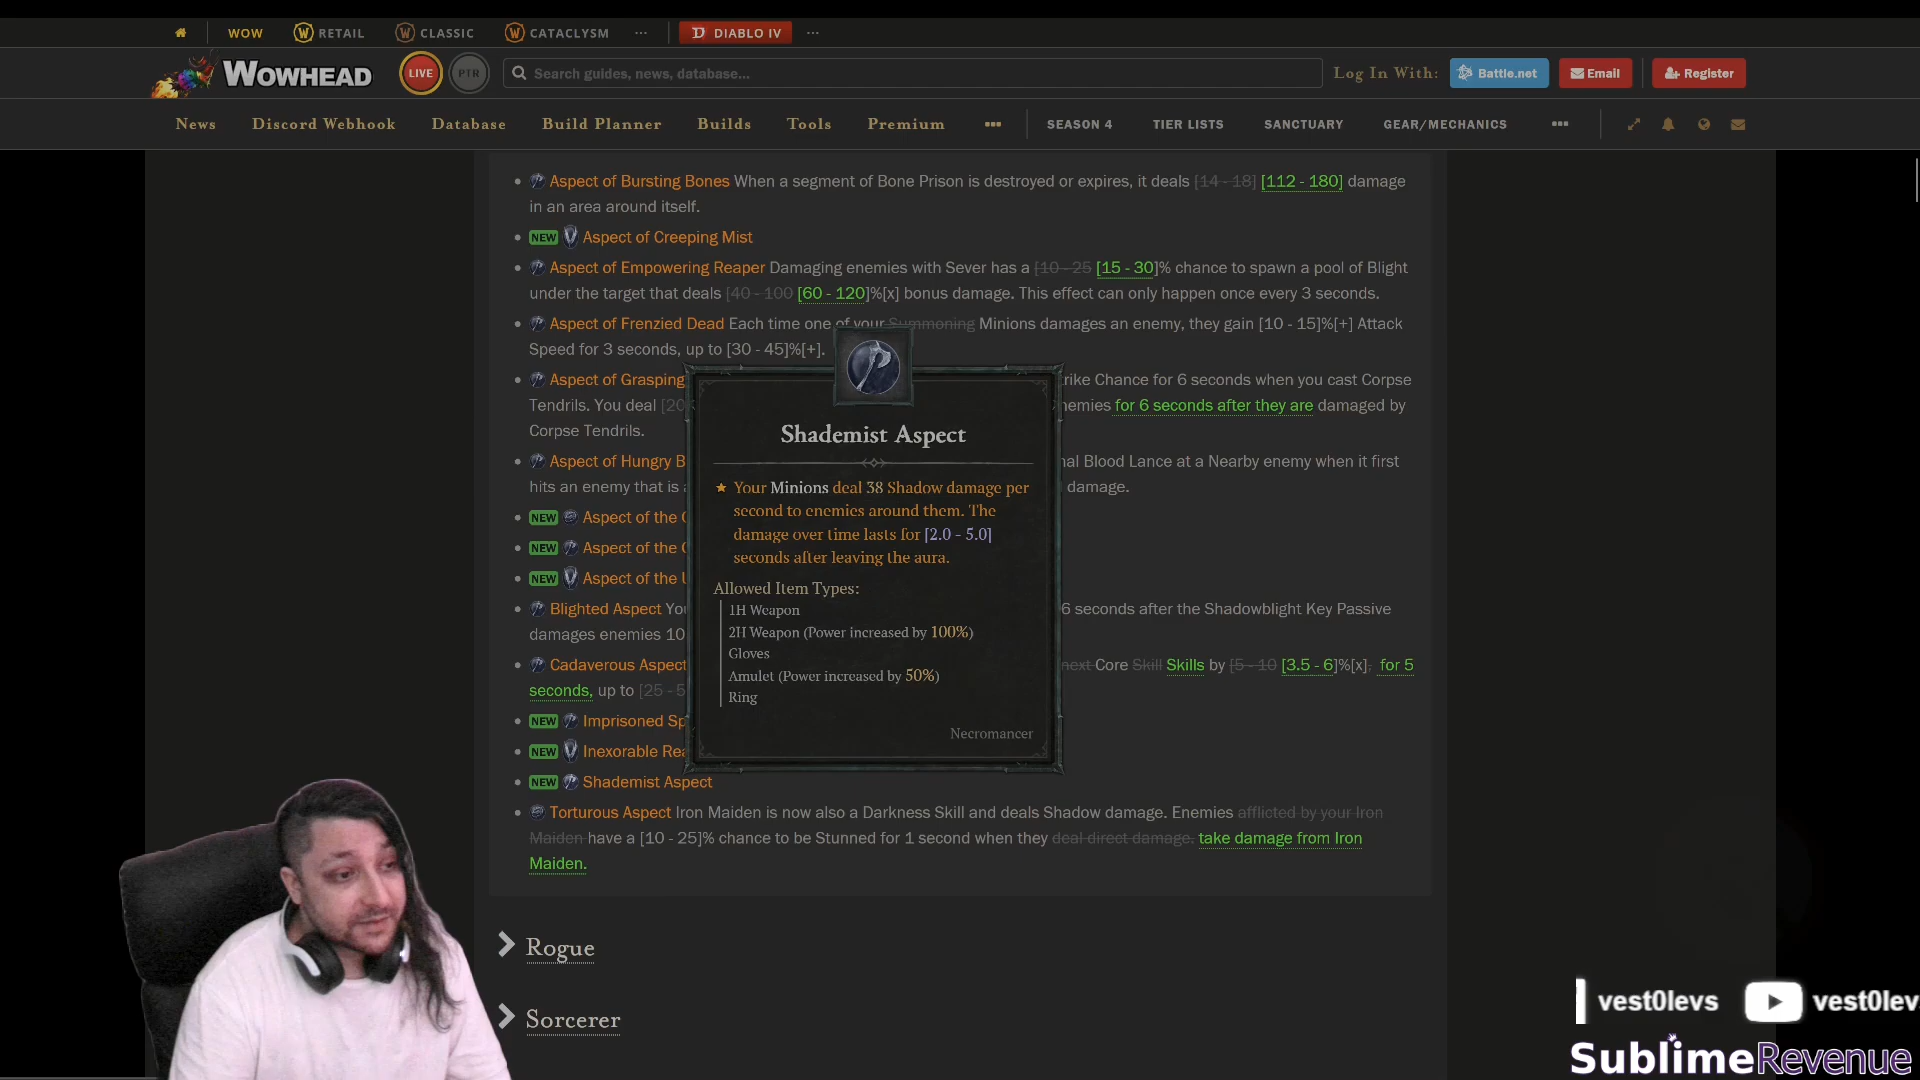 WOW RETAIL CLASSIC CATACLYSM ... DIABLO IV ...
WOWHEAD LIVE PTR Search guides, news, database... Log In With: Battle.net Email Register
News Discord Webhook Database Build Planner Builds Tools Premium ••• SEASON 4 TIER LISTS SANCTUARY GEAR/MECHANICS •••
Aspect of Bursting Bones When a segment of Bone Prison is destroyed or expires, it deals [14 - 18] [112 - 180] damage
in an area around itself.
NEW Aspect of Creeping Mist
Aspect of Empowering Reaper Damaging enemies with Sever has a [10 - 25 [15 - 30]% chance to spawn a pool of Blight
under the target that deals [40 - 100 [60 - 120]%[x] bonus damage. This effect can only happen once every 3 seconds.
Aspect of Frenzied Dead Each time one of your Summoning Minions damages an enemy, they gain [10 - 15]%[+] Attack
Speed for 3 seconds, up to [30 - 45]%[+].
Aspect of Grasping rike Chance for 6 seconds when you cast Corpse
Tendrils. You deal [20 nemies for 6 seconds after they are damaged by
Corpse Tendrils.
Aspect of Hungry B nal Blood Lance at a Nearby enemy when it first
hits an enemy that is damage.
NEW Aspect of the
NEW Aspect of the
NEW Aspect of the
Blighted Aspect You 6 seconds after the Shadowblight Key Passive
damages enemies 10
Cadaverous Aspect next Core Skill Skills by [5 - 10 [3.5 - 6]%[x]. for 5
seconds, up to [25 - 5
NEW Imprisoned Sp
NEW Inexorable Rea
NEW Shademist Aspect
Torturous Aspect Iron Maiden is now also a Darkness Skill and deals Shadow damage. Enemies afflicted by your Iron
Maiden have a [10 - 25]% chance to be Stunned for 1 second when they deal direct damage. take damage from Iron
Maiden.
Shademist Aspect
Your Minions deal 38 Shadow damage per
second to enemies around them. The
damage over time lasts for [2.0 - 5.0]
seconds after leaving the aura.
Allowed Item Types:
1H Weapon
2H Weapon (Power increased by 100%)
Gloves
Amulet (Power increased by 50%)
Ring
Necromancer
Rogue
Sorcerer
vest0levs vest0levs
SublimeRevenue